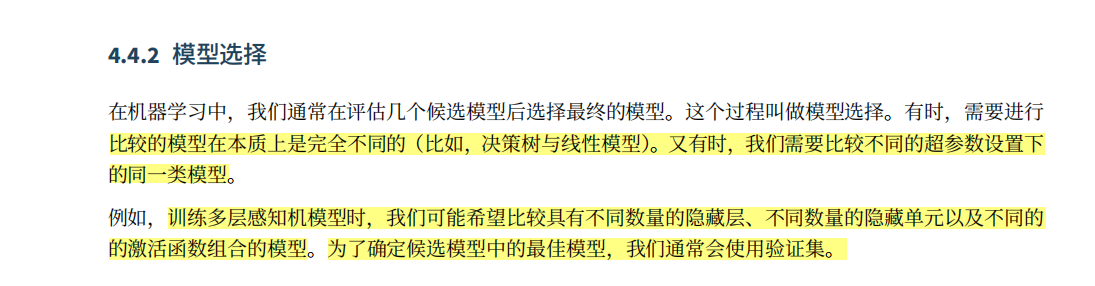 4.4.2 模型选择
在机器学习中，我们通常在评估几个候选模型后选择最终的模型。这个过程叫做模型选择。有时，需要进行
比较的模型在本质上是完全不同的（比如，决策树与线性模型）。又有时，我们需要比较不同的超参数设置下
的同一类模型。
例如，训练多层感知机模型时，我们可能希望比较具有不同数量的隐藏层、不同数量的隐藏单元以及不同的
的激活函数组合的模型。为了确定候选模型中的最佳模型，我们通常会使用验证集。